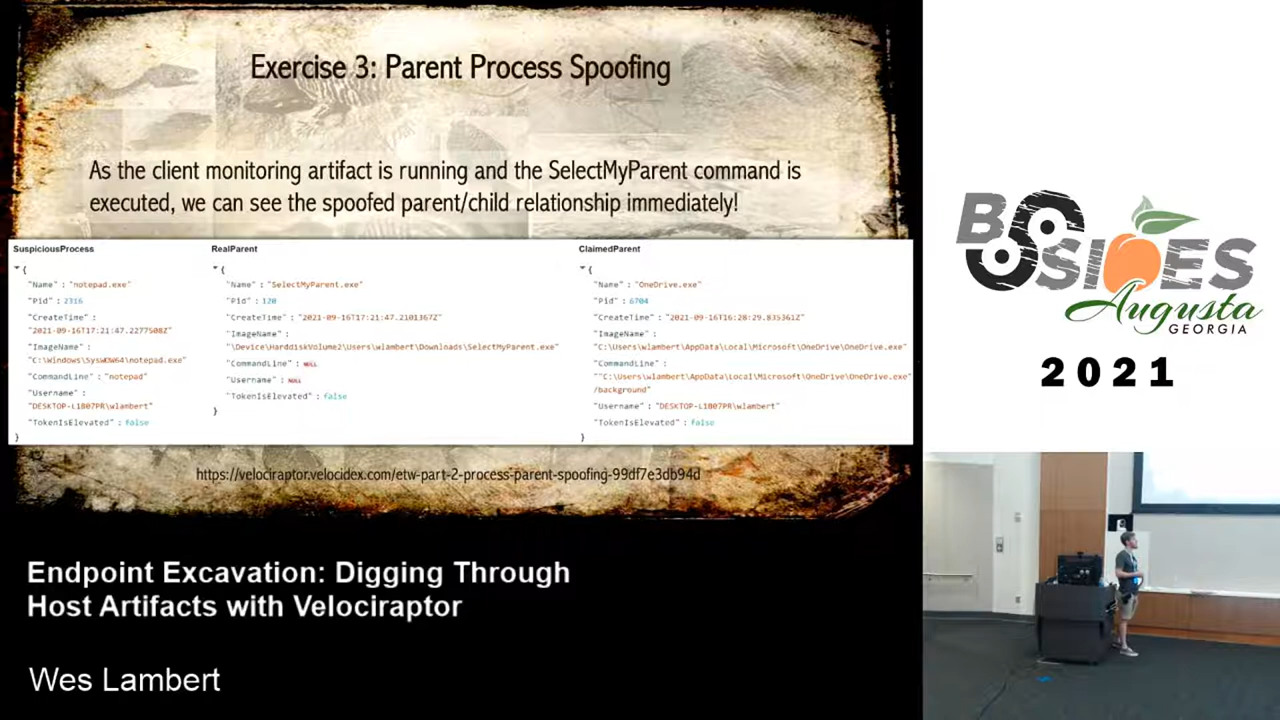 Exercise 3: Parent Process Spoofing
As the client monitoring artifact is running and the SelectMyParent command is
executed, we can see the spoofed parent/child relationship immediately!
SuspiciousProcess
{
"Name" : "notepad.exe"
"Pid" : 2316
"CreateTime" :
"2021-09-16T17:21:47.2277508Z"
"ImageName" :
"C:\Windows\SysWOW64\notepad.exe"
"CommandLine" : "notepad"
"Username" :
"DESKTOP-L1807PR\wlambert"
"TokenIsElevated" : false
}
RealParent
{
"Name" : "SelectMyParent.exe"
"Pid" : 120
"CreateTime" : "2021-09-16T17:21:47.2101367Z"
"ImageName" :
"\Device\HarddiskVolume2\Users\wlambert\Downloads\SelectMyParent.exe"
"CommandLine" : NULL
"Username" : NULL
"TokenIsElevated" : false
}
ClaimedParent
{
"Name" : "OneDrive.exe"
"Pid" : 6704
"CreateTime" : "2021-09-16T16:28:29.835361Z"
"ImageName" :
"C:\Users\wlambert\AppData\Local\Microsoft\OneDrive\OneDrive.exe"
"CommandLine" :
"C:\Users\wlambert\AppData\Local\Microsoft\OneDrive\OneDrive.exe"
/background"
"Username" : "DESKTOP-L1807PR\wlambert"
"TokenIsElevated" : false
}
https://velociraptor.velocidex.com/etw-part-2-process-parent-spoofing-99df7e3db94d
Endpoint Excavation: Digging Through
Host Artifacts with Velociraptor
Wes Lambert
BSIDES
Augusta
GEORGIA
2021